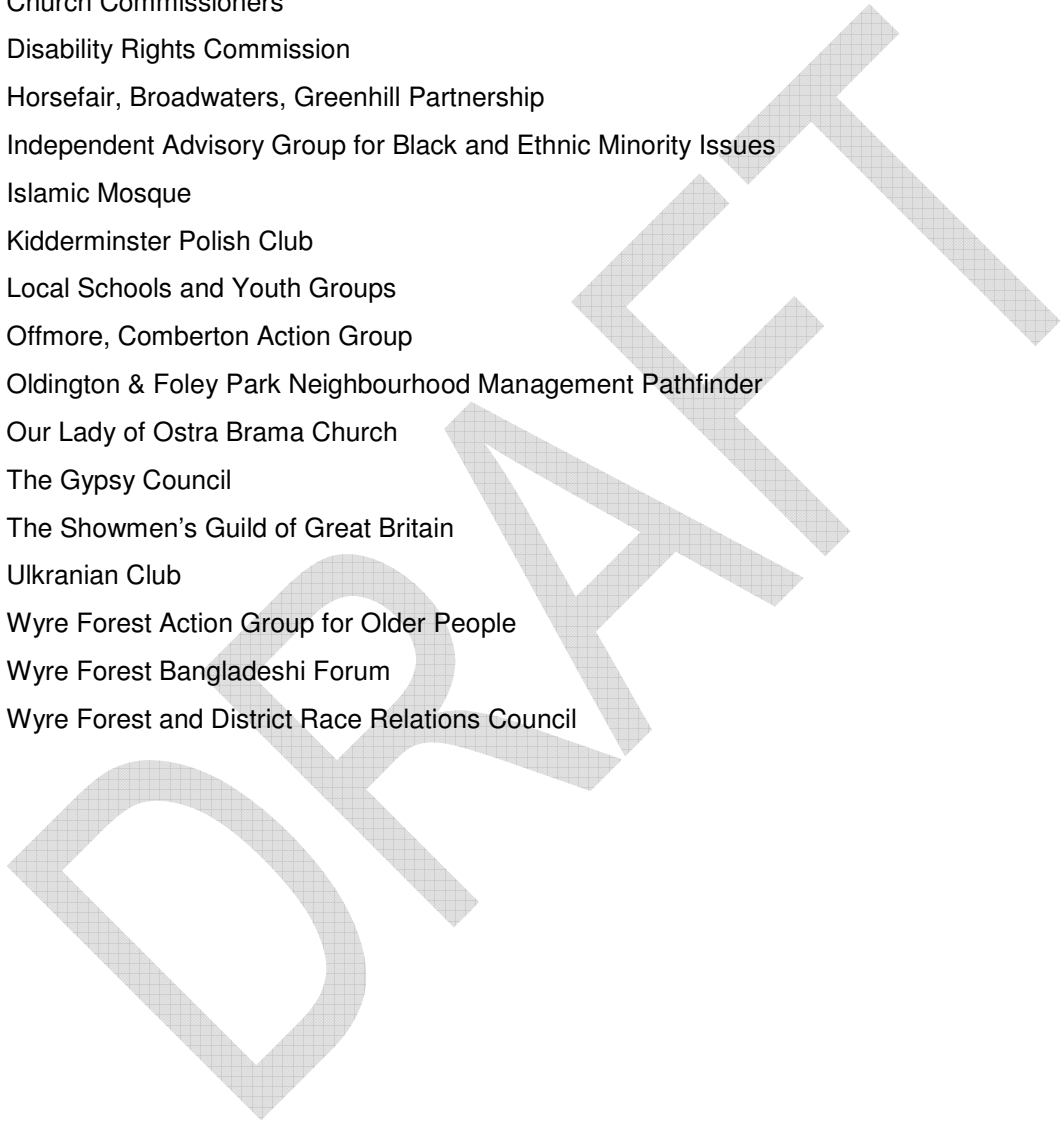 Church Commissioners
Disability Rights Commission
Horsefair, Broadwaters, Greenhill Partnership
Independent Advisory Group for Black and Ethnic Minority Issues
Islamic Mosque
Kidderminster Polish Club
Local Schools and Youth Groups
Offmore, Comberton Action Group
Oldington & Foley Park Neighbourhood Management Pathfinder
Our Lady of Ostra Brama Church
The Gypsy Council
The Showmen's Guild of Great Britain
Ulkranian Club
Wyre Forest Action Group for Older People
Wyre Forest Bangladeshi Forum
Wyre Forest and District Race Relations Council
DRAFT